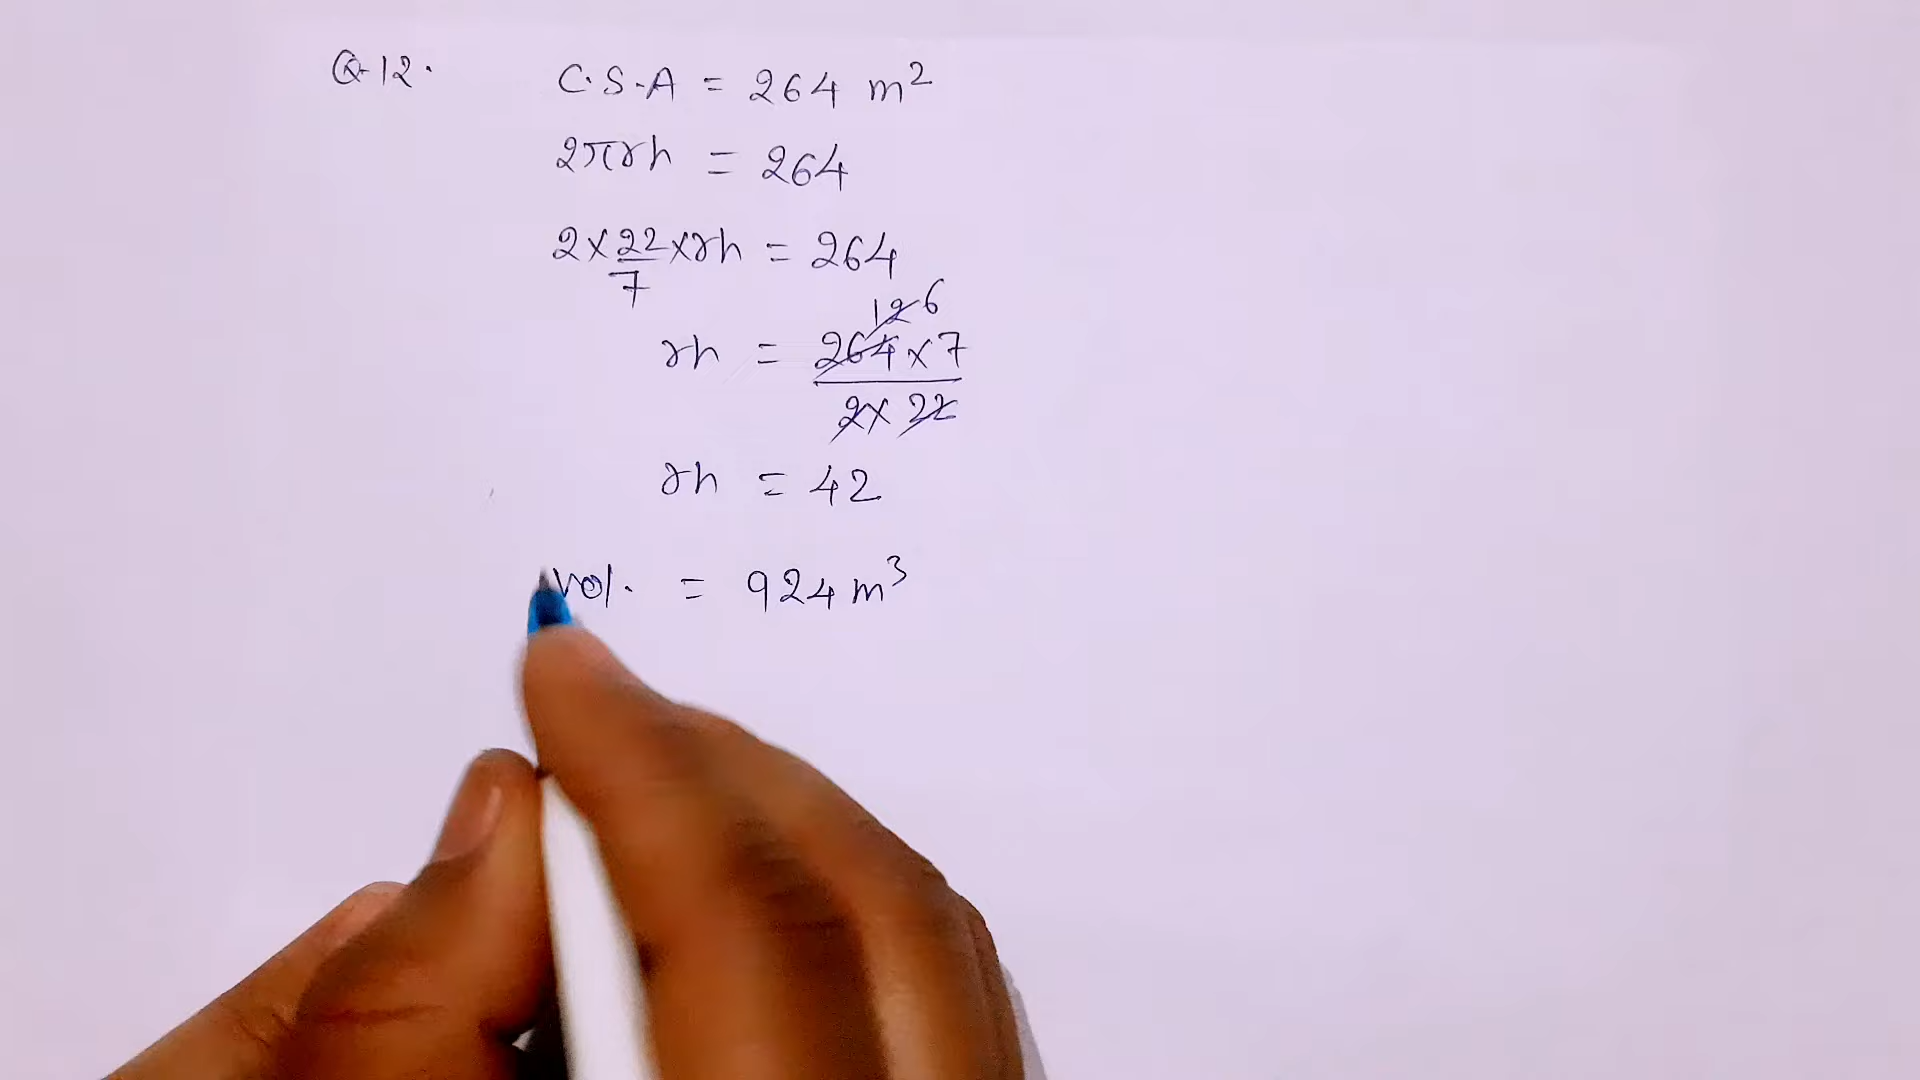 Q-12. C.S.A = 264 m²
2πrh = 264
2 × 22/7 × rh = 264
12 6
rh = 264 × 7 / 2 × 22
rh = 42
Vol. = 924 m³